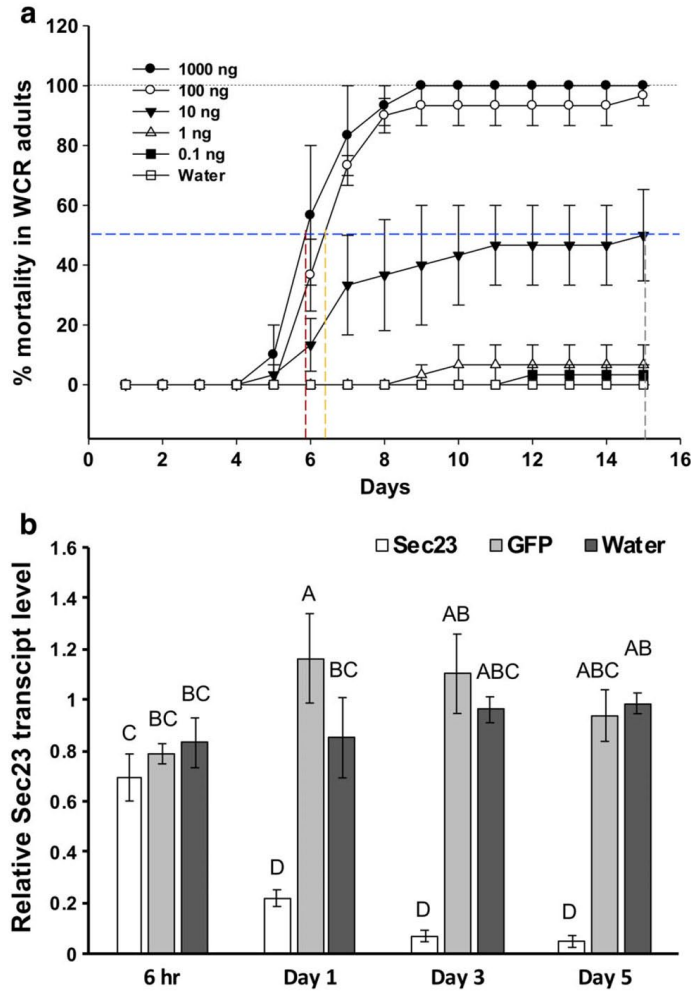 a
120
100
80
60
40
20
0
% mortality in WCR adults
1000 ng
100 ng
10 ng
1 ng
0.1 ng
Water
0 2 4 6 8 10 12 14 16
Days
b
Sec23 GFP Water
1.6
1.4
1.2
1
0.8
0.6
0.4
0.2
0
Relative Sec23 transcipt level
C BC BC
D A BC
D AB ABC
D ABC AB
6 hr Day 1 Day 3 Day 5